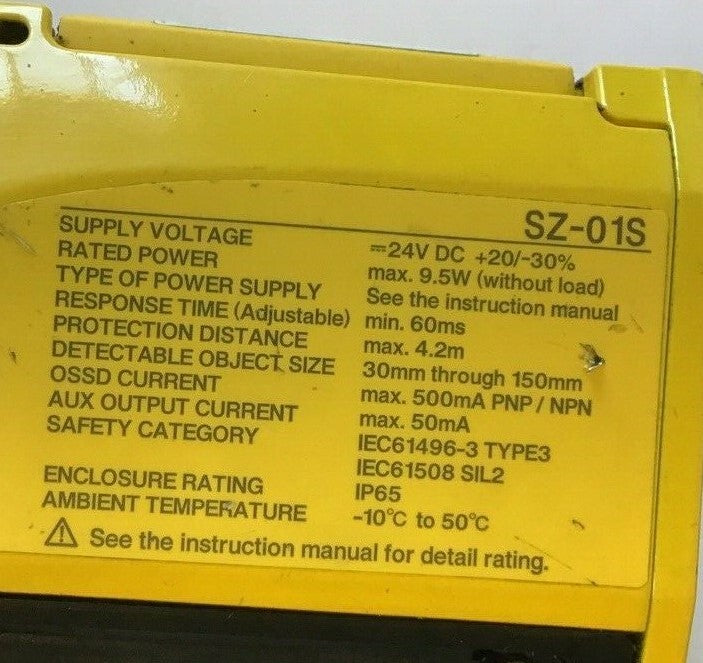 SZ-01S
SUPPLY VOLTAGE ⎓24V DC +20/-30%
RATED POWER max. 9.5W (without load)
TYPE OF POWER SUPPLY See the instruction manual
RESPONSE TIME (Adjustable) min. 60ms
PROTECTION DISTANCE max. 4.2m
DETECTABLE OBJECT SIZE 30mm through 150mm
OSSD CURRENT max. 500mA PNP / NPN
AUX OUTPUT CURRENT max. 50mA
SAFETY CATEGORY IEC61496-3 TYPE3
IEC61508 SIL2
ENCLOSURE RATING IP65
AMBIENT TEMPERATURE -10℃ to 50℃
⚠ See the instruction manual for detail rating.